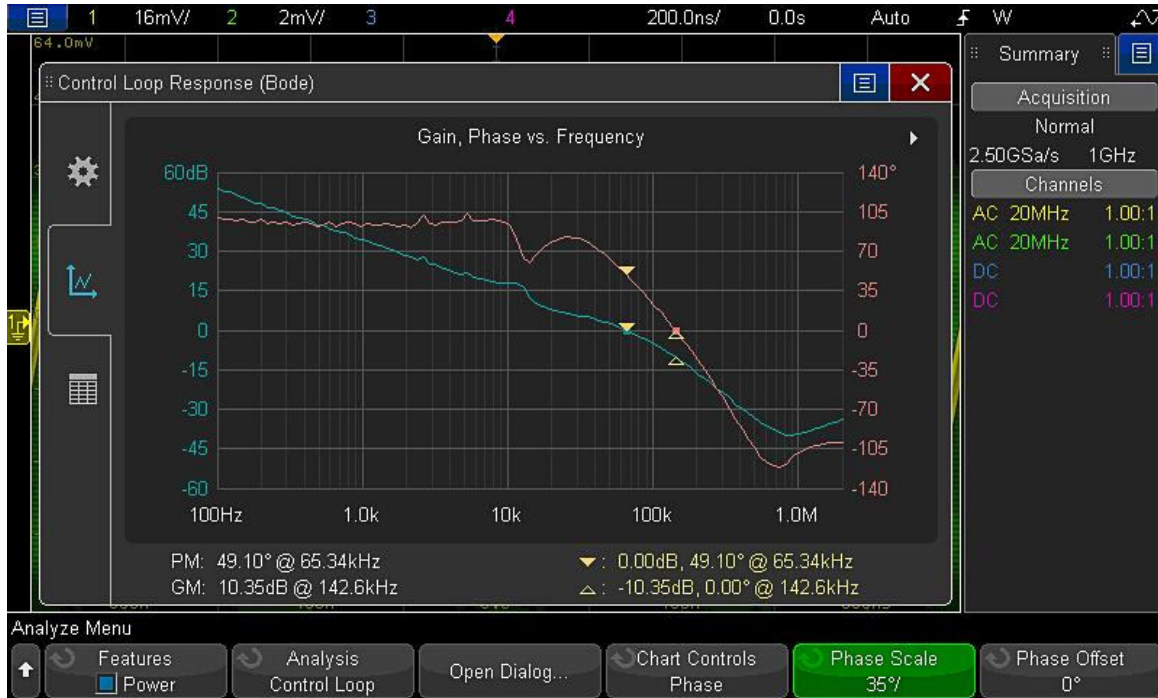 1 16mV/ 2 2mV/ 3 4 200.0ns/ 0.0s Auto W
64.0mV
Summary
Control Loop Response (Bode)
Acquisition
Normal
2.50GSa/s 1GHz
Channels
AC 20MHz 1.00:1
AC 20MHz 1.00:1
DC 1.00:1
DC 1.00:1
Gain, Phase vs. Frequency
60dB 140°
45 105
30 70
15 35
0 0
-15 -35
-30 -70
-45 -105
-60 -140
100Hz 1.0k 10k 100k 1.0M
PM: 49.10° @ 65.34kHz
GM: 10.35dB @ 142.6kHz
: 0.00dB, 49.10° @ 65.34kHz
: -10.35dB, 0.00° @ 142.6kHz
Analyze Menu
Features
Power
Analysis
Control Loop
Open Dialog...
Chart Controls
Phase
Phase Scale
35°/
Phase Offset
0°